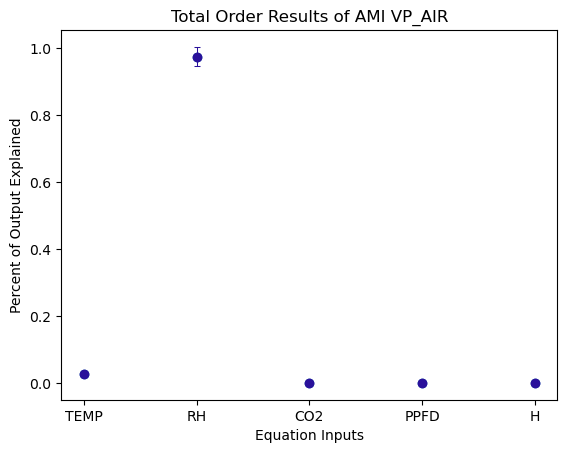 Total Order Results of AMI VP_AIR
Percent of Output Explained
1.0
0.8
0.6
0.4
0.2
0.0
TEMP RH CO2 PPFD H
Equation Inputs